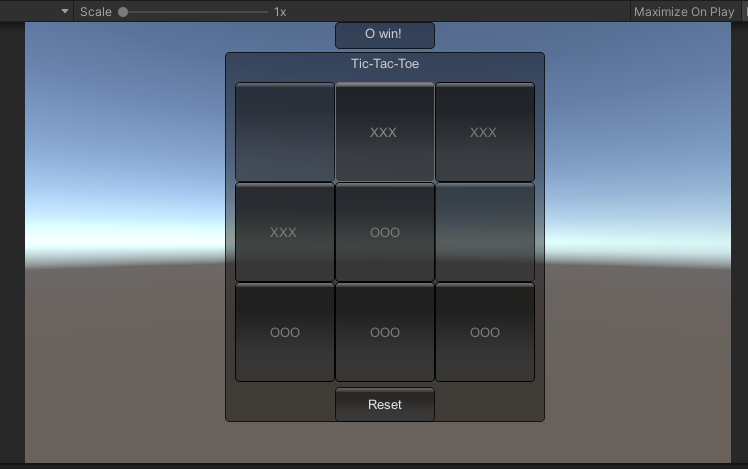 Scale 1x Maximize On Play
O win!
Tic-Tac-Toe
XXX XXX
XXX OOO
OOO OOO OOO
Reset